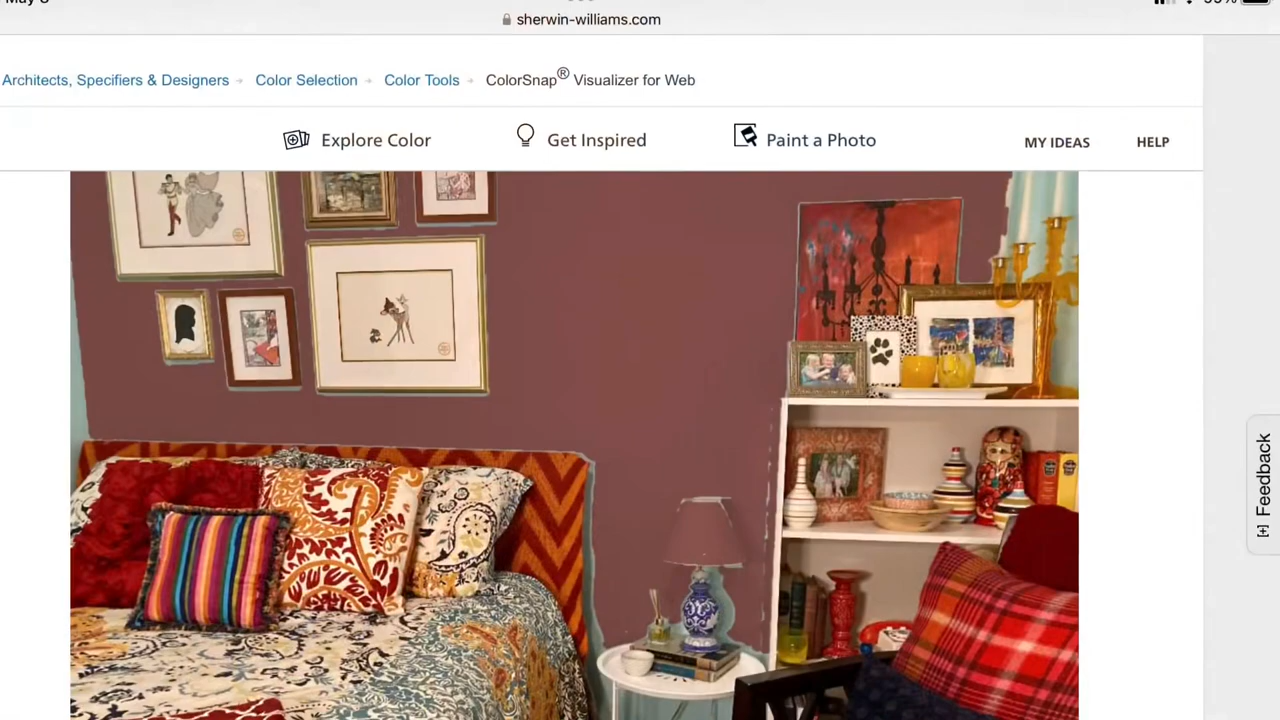 sherwin-williams.com
Architects, Specifiers & Designers
Color Selection
Color Tools
ColorSnap® Visualizer for Web
Explore Color
Get Inspired
Paint a Photo
MY IDEAS
HELP
[+] Feedback